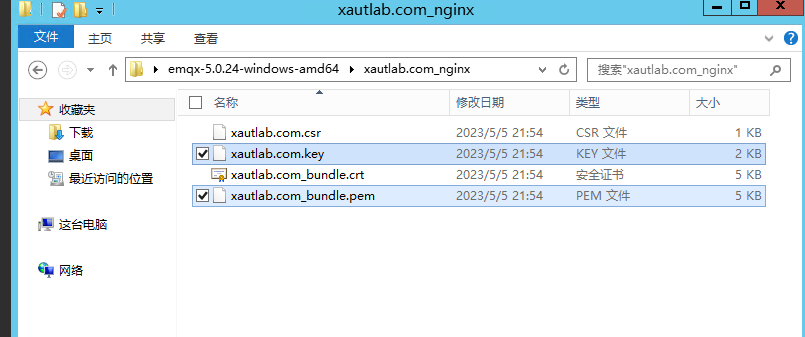 xautlab.com_nginx
文件 主页 共享 查看
emqx-5.0.24-windows-amd64 xautlab.com_nginx 搜索"xautlab.com_nginx"
收藏夹
下载
桌面
最近访问的位置
这台电脑
网络
名称 修改日期 类型 大小
xautlab.com.csr 2023/5/5 21:54 CSR 文件 1 KB
xautlab.com.key 2023/5/5 21:54 KEY 文件 2 KB
xautlab.com_bundle.crt 2023/5/5 21:54 安全证书 5 KB
xautlab.com_bundle.pem 2023/5/5 21:54 PEM 文件 5 KB